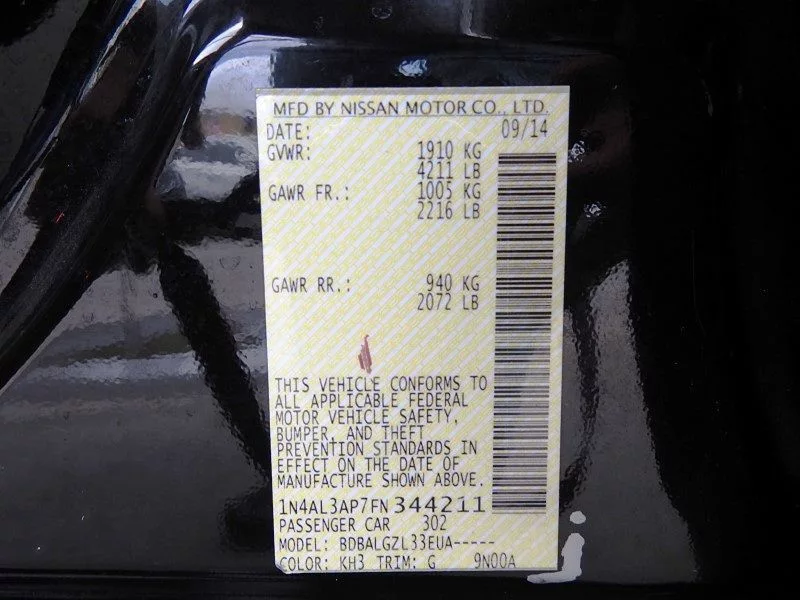 MFD BY NISSAN MOTOR CO., LTD.
DATE: 09/14
GVWR: 1910 KG
4211 LB
GAWR FR.: 1005 KG
2216 LB
GAWR RR.: 940 KG
2072 LB
THIS VEHICLE CONFORMS TO
ALL APPLICABLE FEDERAL
MOTOR VEHICLE SAFETY,
BUMPER, AND THEFT
PREVENTION STANDARDS IN
EFFECT ON THE DATE OF
MANUFACTURE SHOWN ABOVE.
1N4AL3AP7FN344211
PASSENGER CAR 302
MODEL: BDBALGZL33EUA-----
COLOR: KH3 TRIM: G 9N00A